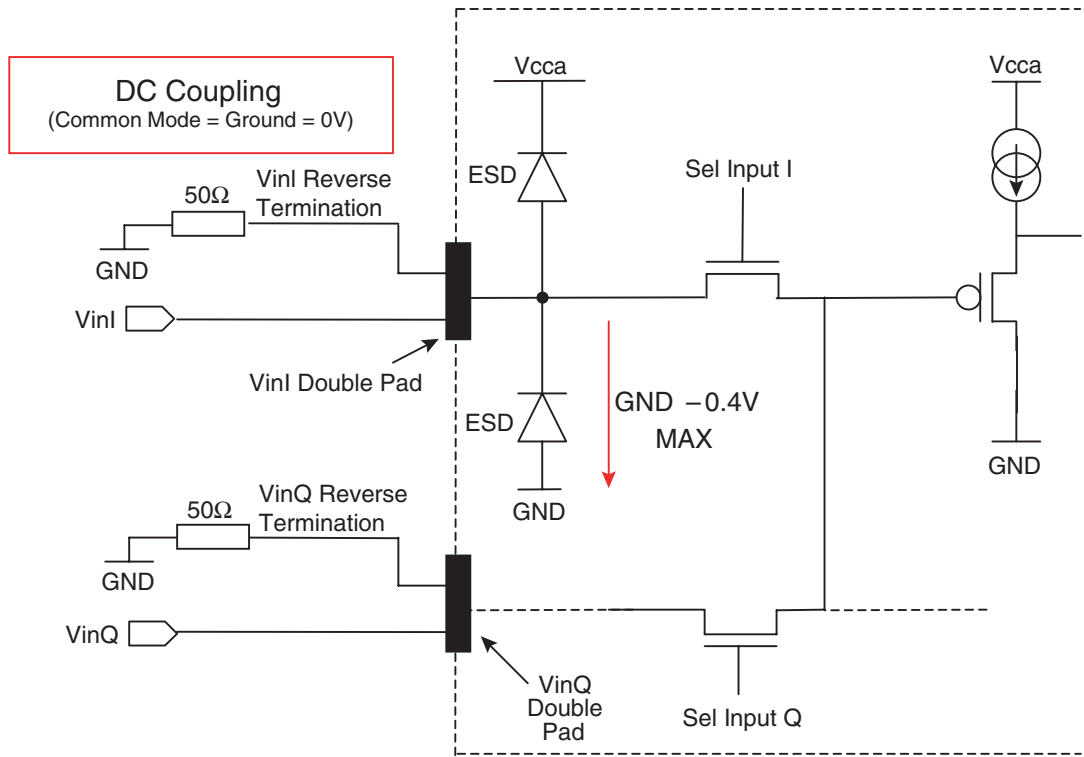 DC Coupling
(Common Mode = Ground = 0V)
Vcca
Vcca
ESD
Sel Input I
50Ω
VinI Reverse
Termination
GND
VinI
VinI Double Pad
ESD
GND –0.4V
MAX
GND
GND
50Ω
VinQ Reverse
Termination
GND
VinQ
VinQ
Double
Pad
Sel Input Q